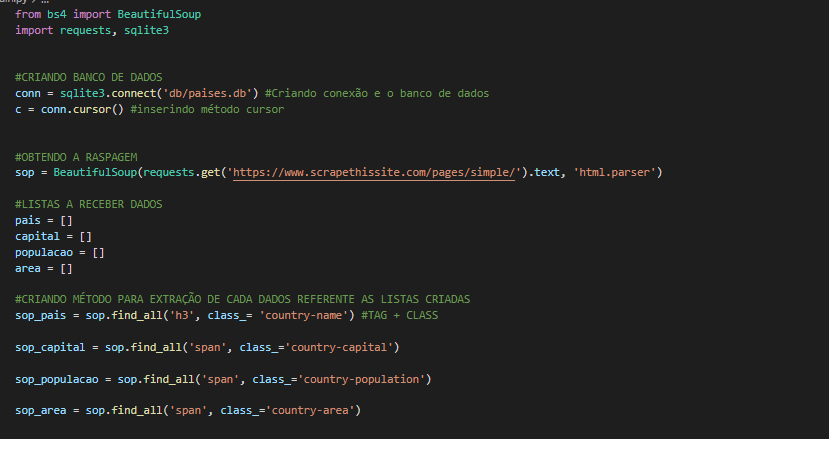 from bs4 import BeautifulSoup
import requests, sqlite3
#CRIANDO BANCO DE DADOS
conn = sqlite3.connect('db/paises.db') #Criando conexão e o banco de dados
c = conn.cursor() #inserindo método cursor
#OBTENDO A RASPAGEM
sop = BeautifulSoup(requests.get('https://www.scrapethissite.com/pages/simple/').text, 'html.parser')
#LISTAS A RECEBER DADOS
pais = []
capital = []
populacao = []
area = []
#CRIANDO MÉTODO PARA EXTRAÇÃO DE CADA DADOS REFERENTE AS LISTAS CRIADAS
sop_pais = sop.find_all('h3', class_= 'country-name') #TAG + CLASS
sop_capital = sop.find_all('span', class_='country-capital')
sop_populacao = sop.find_all('span', class_='country-population')
sop_area = sop.find_all('span', class_='country-area')